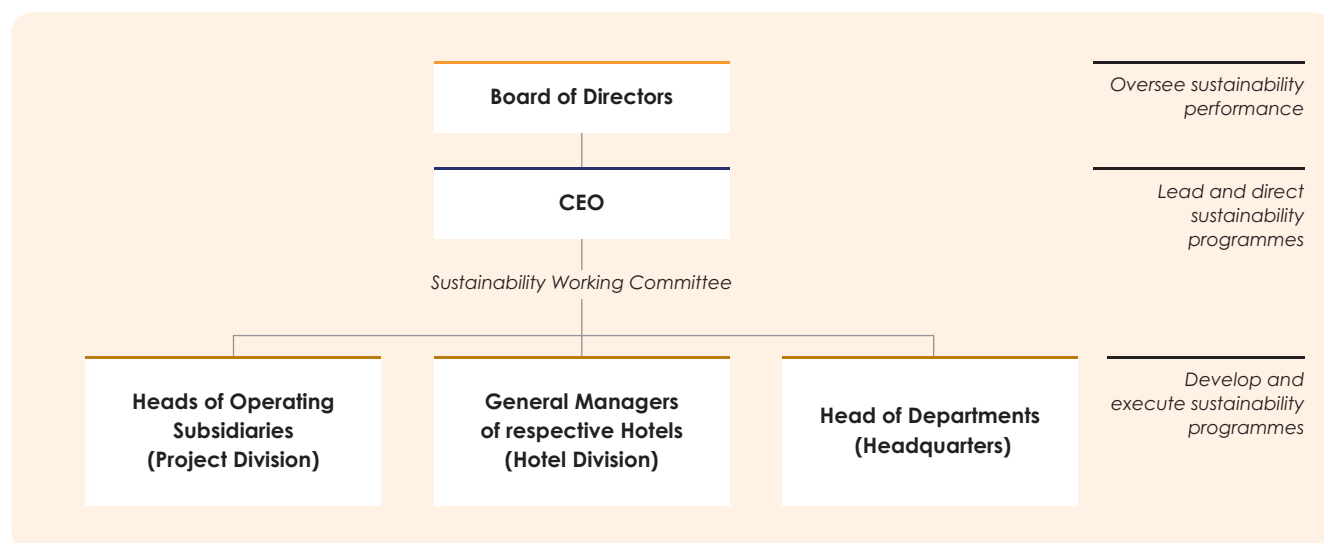 Board of Directors
Oversee sustainability
performance
CEO
Lead and direct
sustainability
programmes
Sustainability Working Committee
Heads of Operating
Subsidiaries
(Project Division)
General Managers
of respective Hotels
(Hotel Division)
Head of Departments
(Headquarters)
Develop and
execute sustainability
programmes